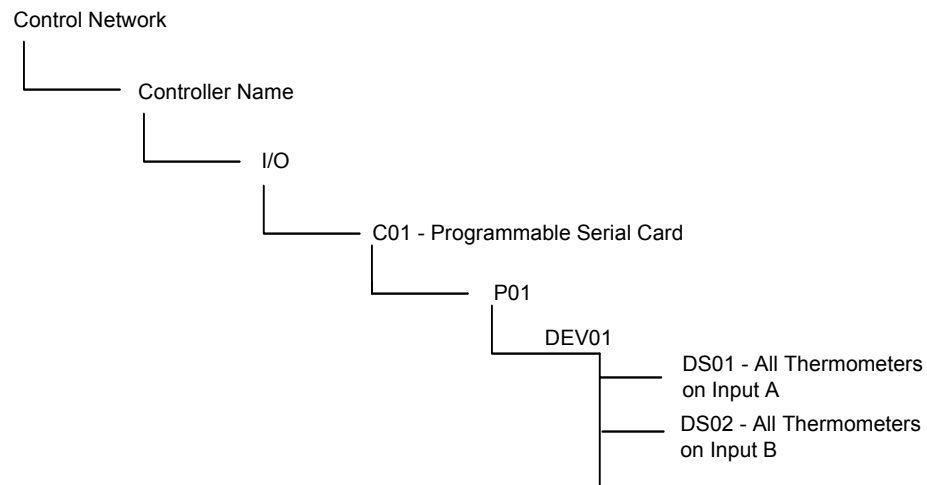 Control Network
Controller Name
I/O
C01 - Programmable Serial Card
P01
DEV01
DS01 - All Thermometers
on Input A
DS02 - All Thermometers
on Input B